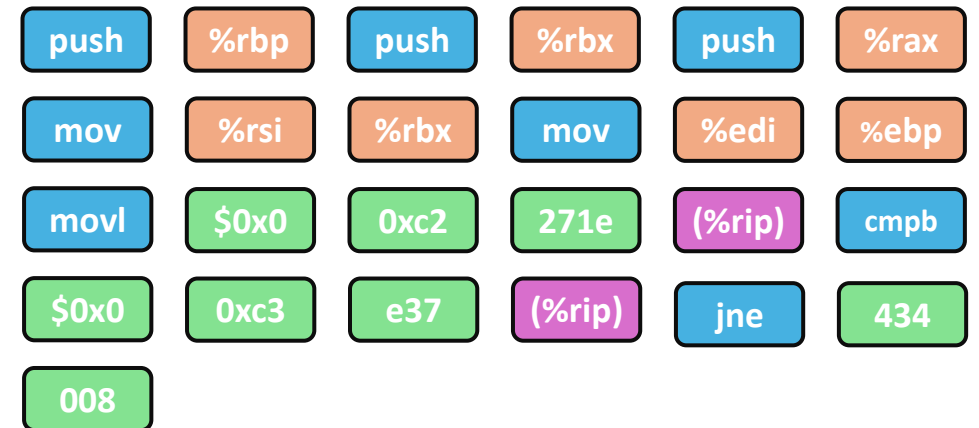 push %rbp push %rbx push %rax
mov %rsi %rbx mov %edi %ebp
movl $0x0 0xc2 271e (%rip) cmpb
$0x0 0xc3 e37 (%rip) jne 434
008